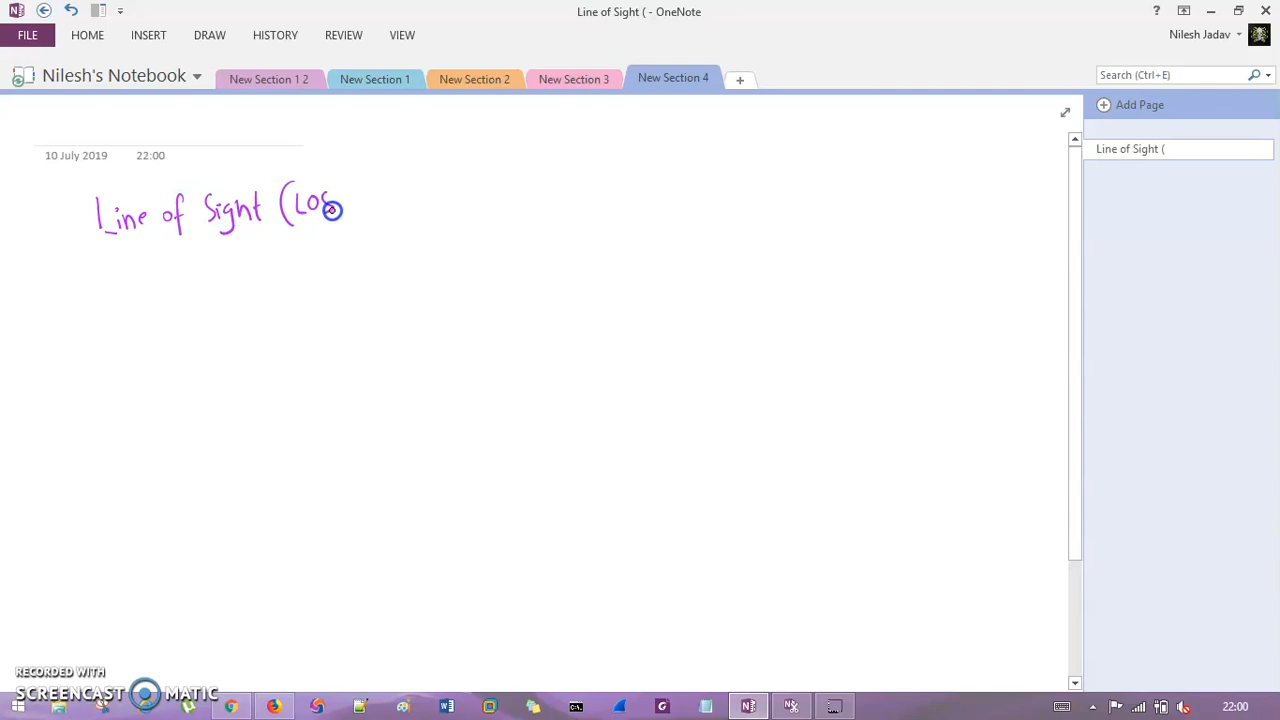 Line of Sight ( - OneNote
?
Nilesh Jadav
FILE HOME INSERT DRAW HISTORY REVIEW VIEW
Nilesh's Notebook
New Section 1 2 New Section 1 New Section 2 New Section 3 New Section 4 +
Search (Ctrl+E)
Add Page
Line of Sight (
10 July 2019 22:00
Line of Sight (LOS
RECORDED WITH
SCREENCAST MATIC
22:00